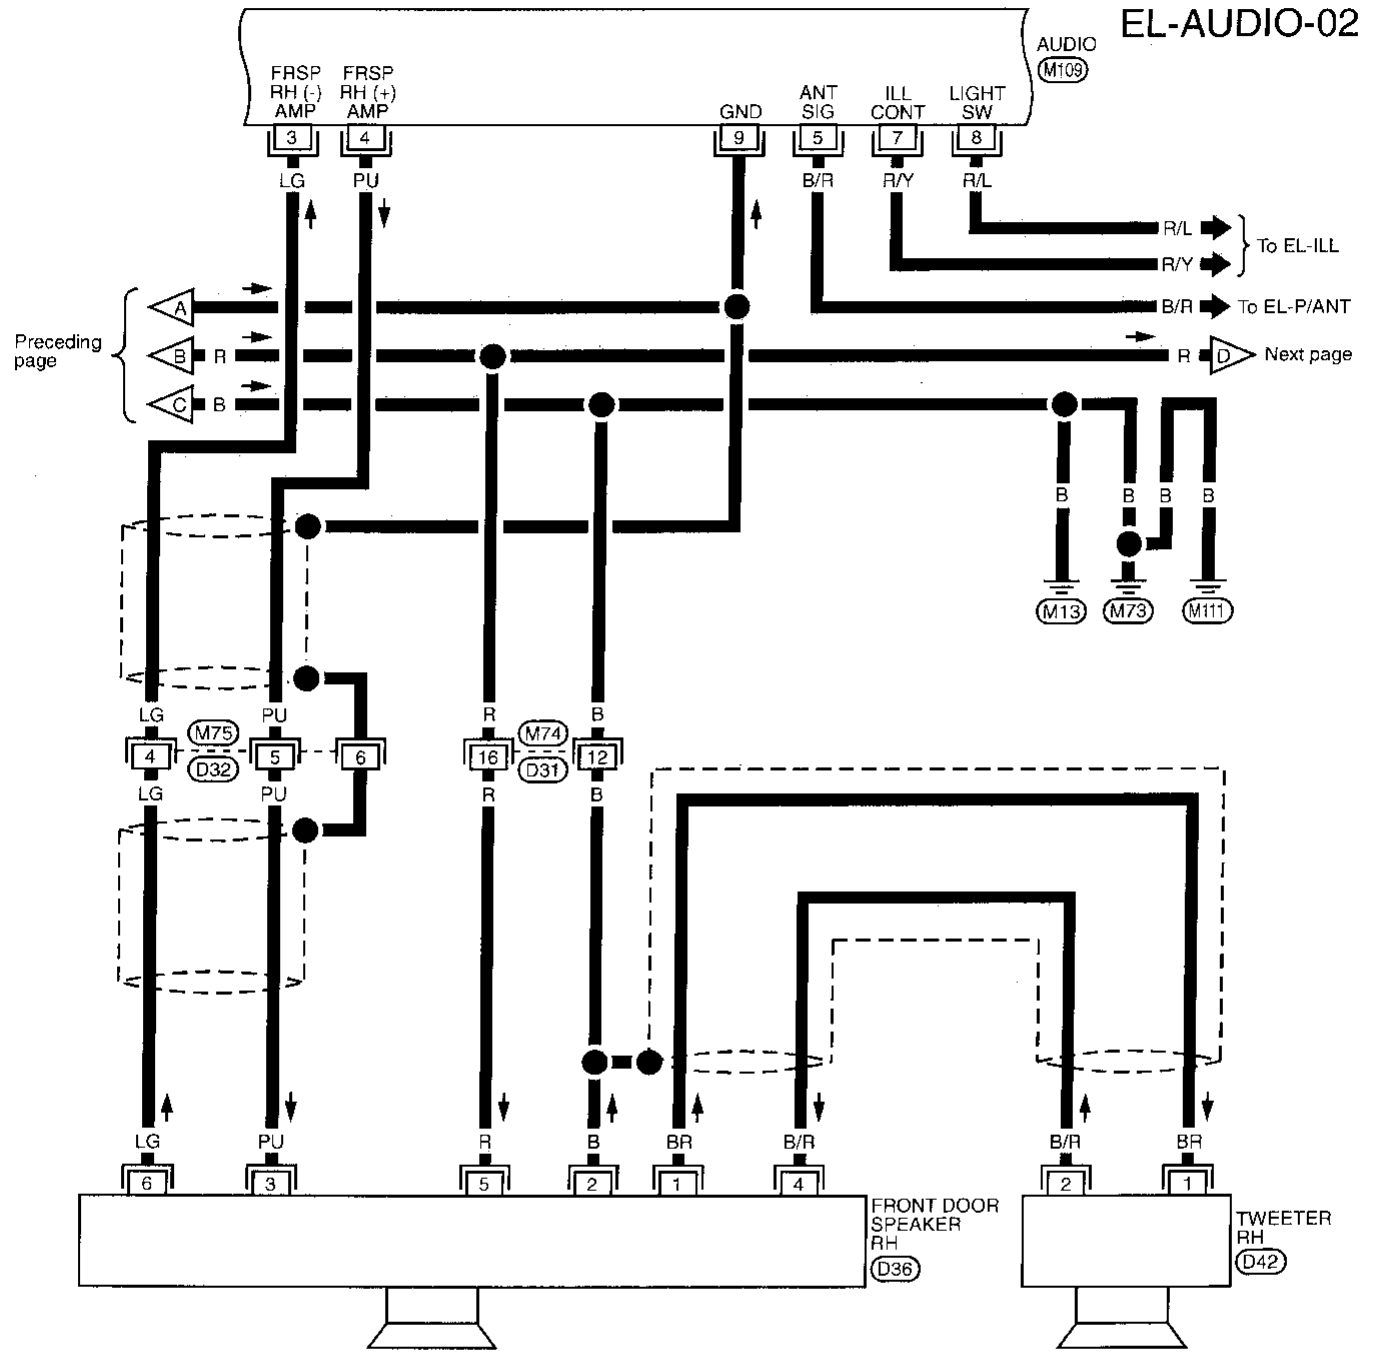 EL-AUDIO-02
AUDIO
M109
FRSP
RH (-)
AMP
FRSP
RH (+)
AMP
GND
ANT
SIG
ILL
CONT
LIGHT
SW
3
4
9
5
7
8
LG
PU
B/R
R/Y
R/L
R/L
To EL-ILL
R/Y
A
B/R
To EL-P/ANT
Preceding
page
B
R
R
D
Next page
C
B
B
B
B
B
M13
M73
M111
LG
PU
R
B
M75
M74
4
5
6
16
12
D32
D31
LG
PU
R
B
LG
PU
R
B
BR
B/R
B/R
BR
6
3
5
2
1
4
2
1
FRONT DOOR
SPEAKER
RH
D36
TWEETER
RH
D42